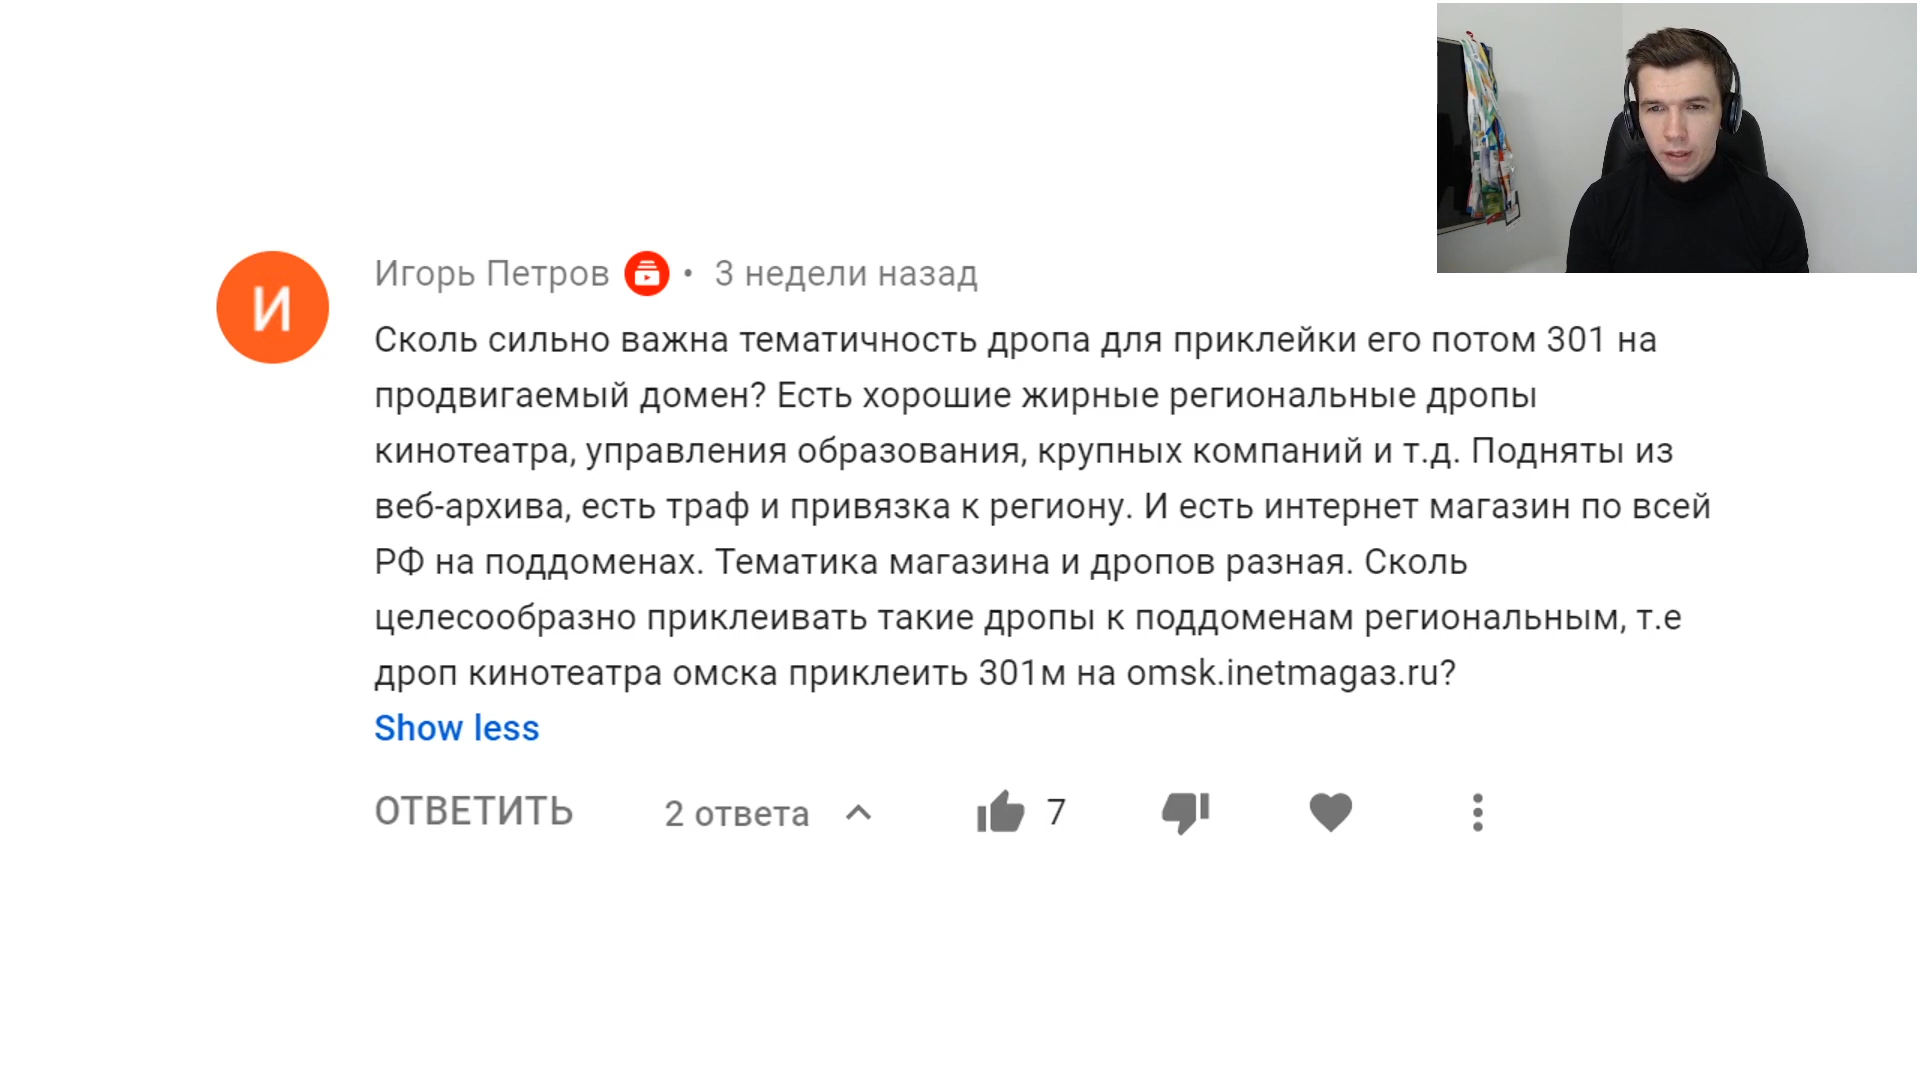 И
Игорь Петров • 3 недели назад
Сколь сильно важна тематичность дропа для приклейки его потом 301 на
продвигаемый домен? Есть хорошие жирные региональные дропы
кинотеатра, управления образования, крупных компаний и т.д. Подняты из
веб-архива, есть траф и привязка к региону. И есть интернет магазин по всей
РФ на поддоменах. Тематика магазина и дропов разная. Сколь
целесообразно приклеивать такие дропы к поддоменам региональным, т.е
дроп кинотеатра омска приклеить 301м на omsk.inetmagaз.ru?
Show less
ОТВЕТИТЬ 2 ответа 7